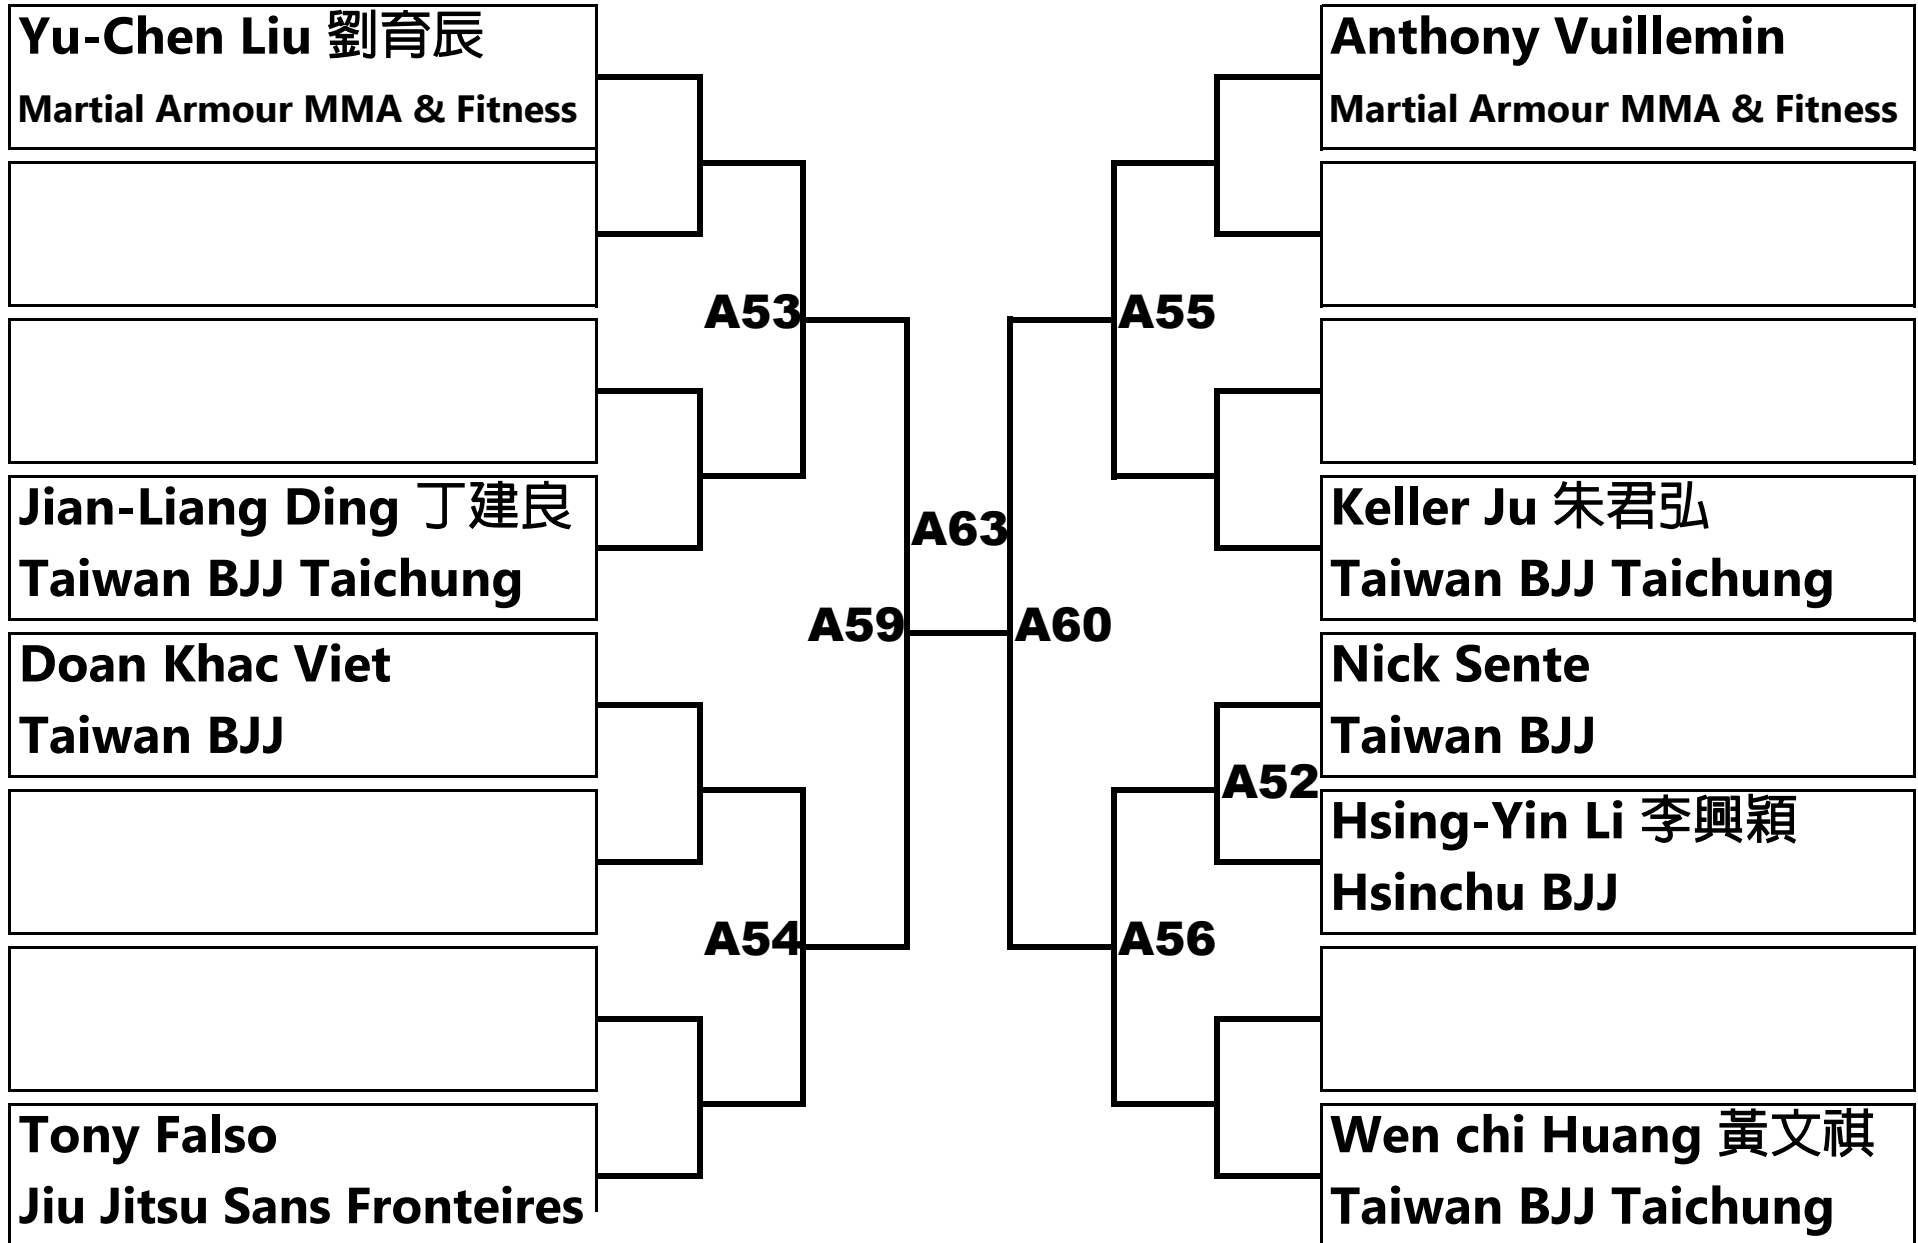 Yu-Chen Liu 劉育辰
Martial Armour MMA & Fitness
Jian-Liang Ding 丁建良
Taiwan BJJ Taichung
Doan Khac Viet
Taiwan BJJ
Tony Falso
Jiu Jitsu Sans Fronteires
A53
A54
A59
A63
A60
A55
A56
A52
Anthony Vuillemin
Martial Armour MMA & Fitness
Keller Ju 朱君弘
Taiwan BJJ Taichung
Nick Sente
Taiwan BJJ
Hsing-Yin Li 李興穎
Hsinchu BJJ
Wen chi Huang 黃文祺
Taiwan BJJ Taichung